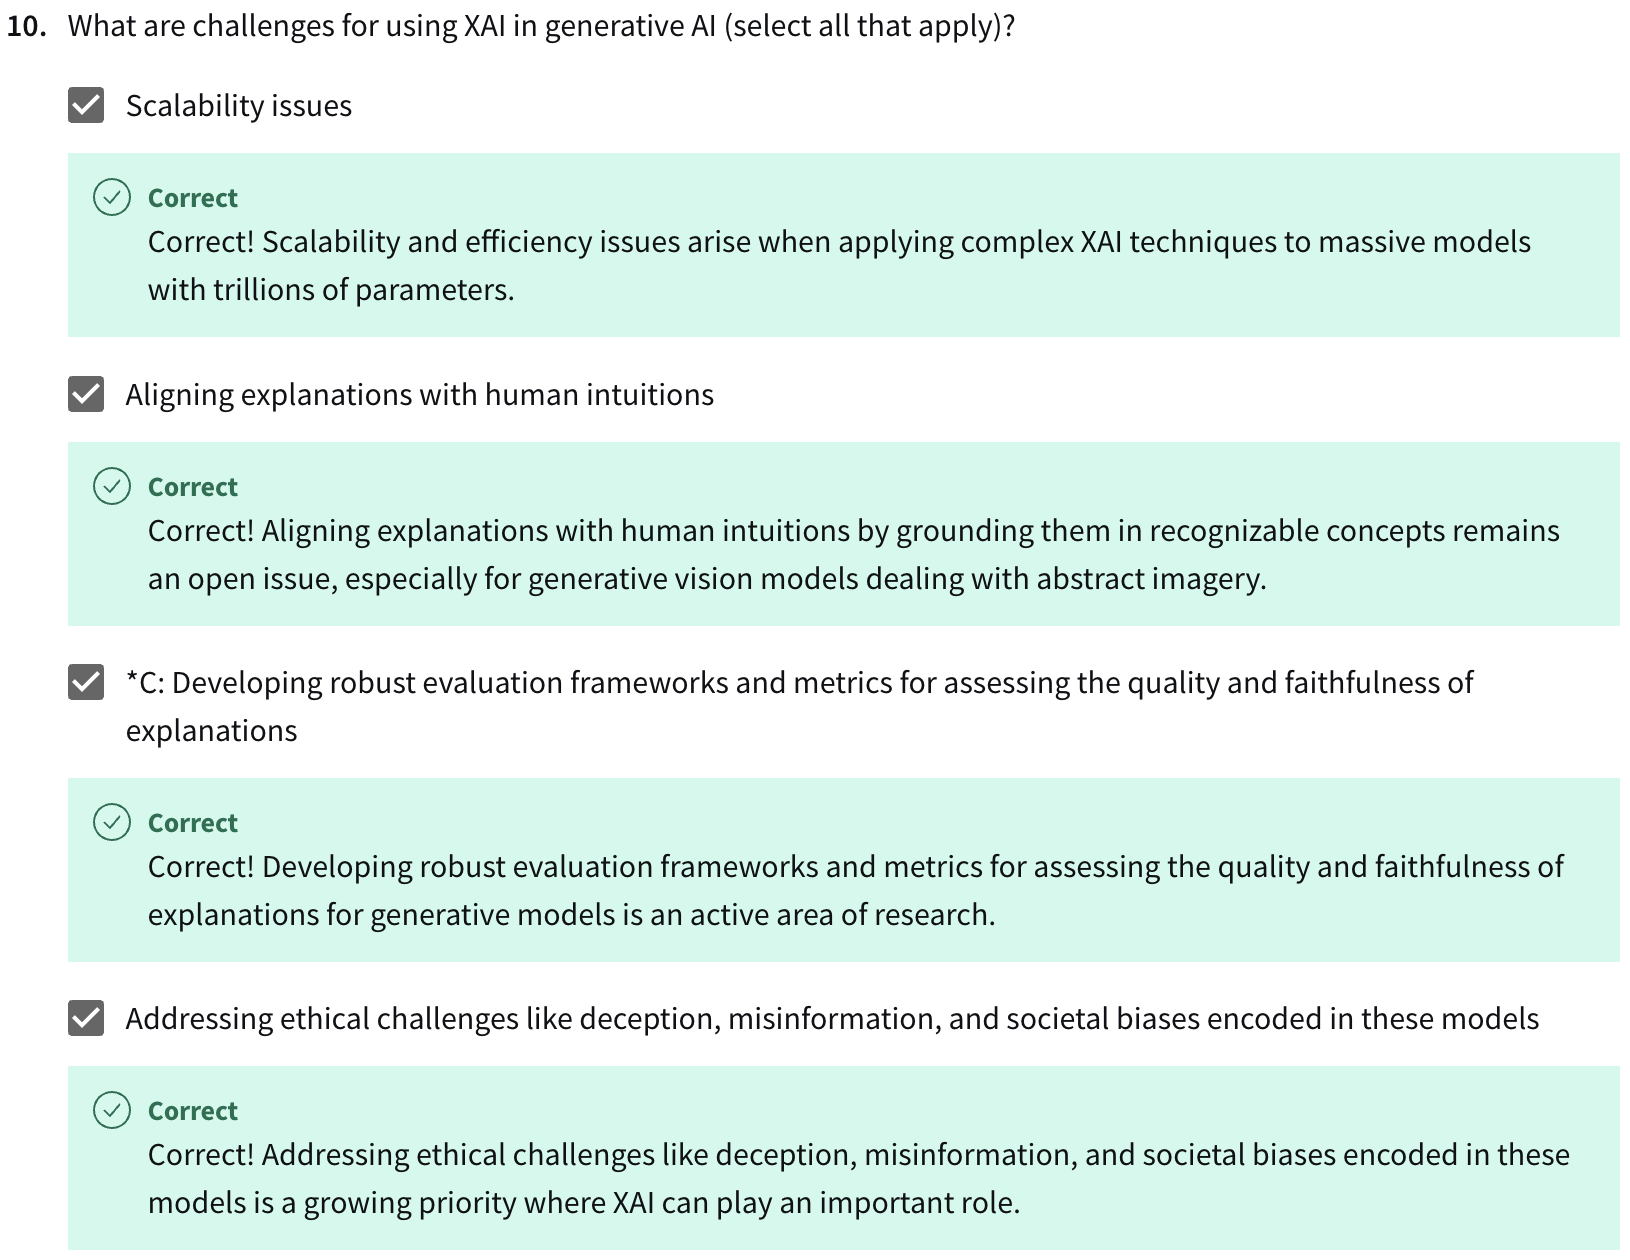 10. What are challenges for using XAI in generative AI (select all that apply)?
Scalability issues
Correct
Correct! Scalability and efficiency issues arise when applying complex XAI techniques to massive models
with trillions of parameters.
Aligning explanations with human intuitions
Correct
Correct! Aligning explanations with human intuitions by grounding them in recognizable concepts remains
an open issue, especially for generative vision models dealing with abstract imagery.
*C: Developing robust evaluation frameworks and metrics for assessing the quality and faithfulness of
explanations
Correct
Correct! Developing robust evaluation frameworks and metrics for assessing the quality and faithfulness of
explanations for generative models is an active area of research.
Addressing ethical challenges like deception, misinformation, and societal biases encoded in these models
Correct
Correct! Addressing ethical challenges like deception, misinformation, and societal biases encoded in these
models is a growing priority where XAI can play an important role.